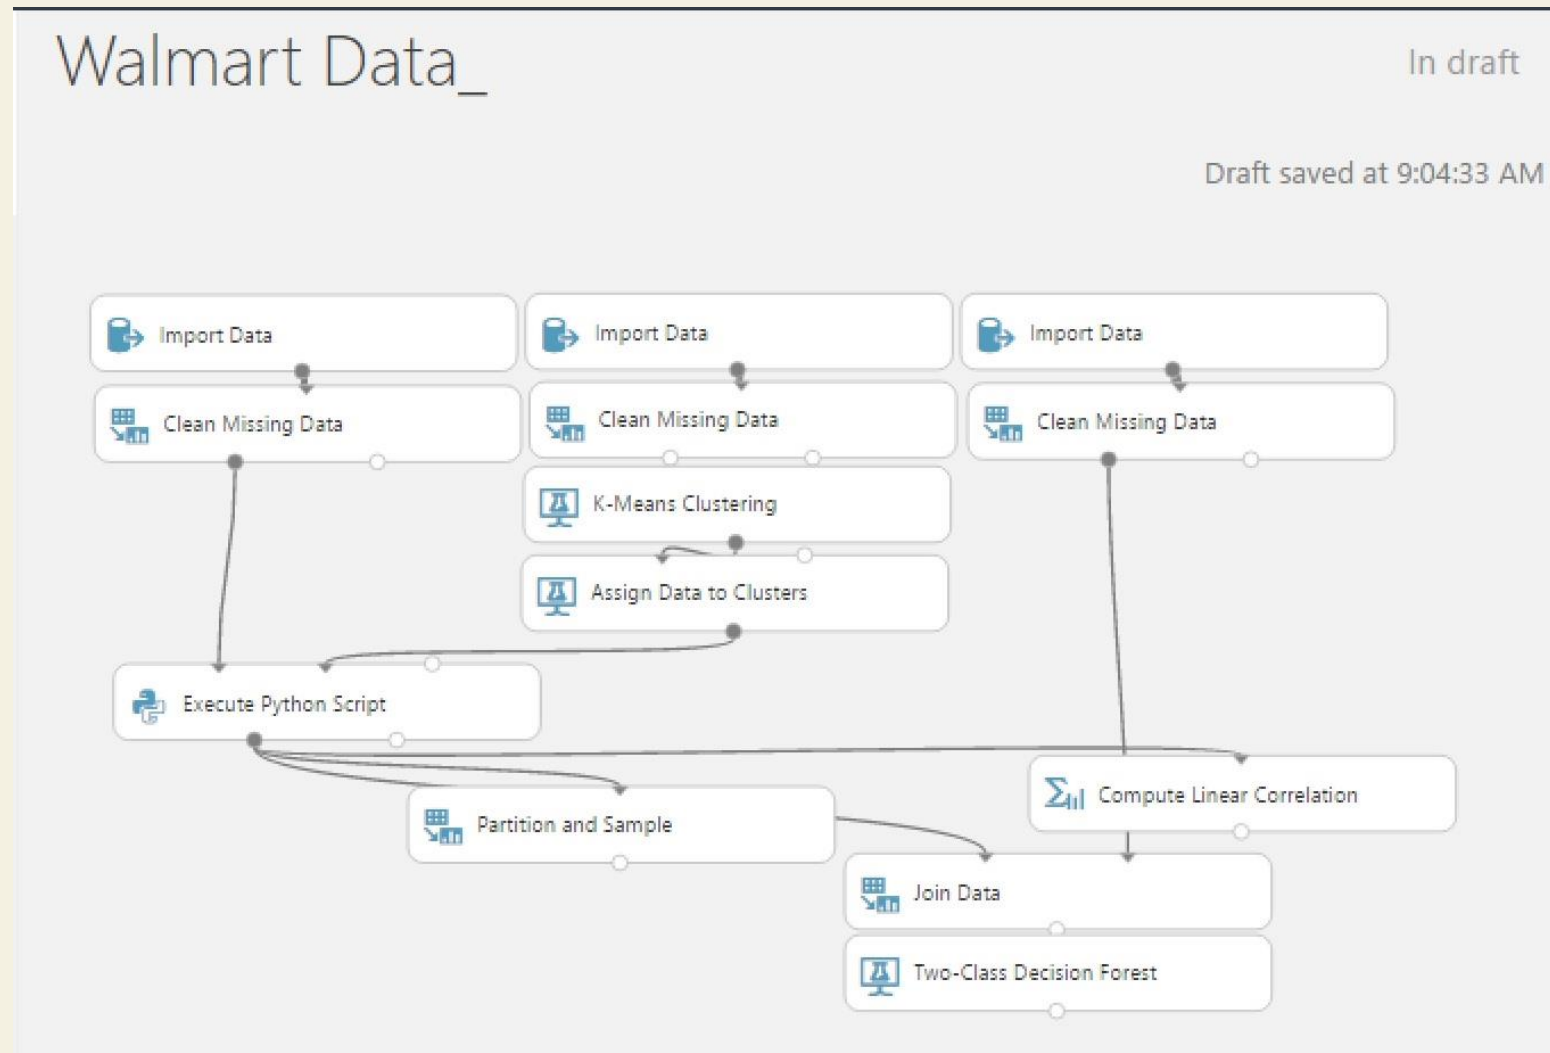 Walmart Data_
In draft
Draft saved at 9:04:33 AM
Import Data
Import Data
Import Data
Clean Missing Data
Clean Missing Data
Clean Missing Data
K-Means Clustering
Assign Data to Clusters
Execute Python Script
Compute Linear Correlation
Partition and Sample
Join Data
Two-Class Decision Forest